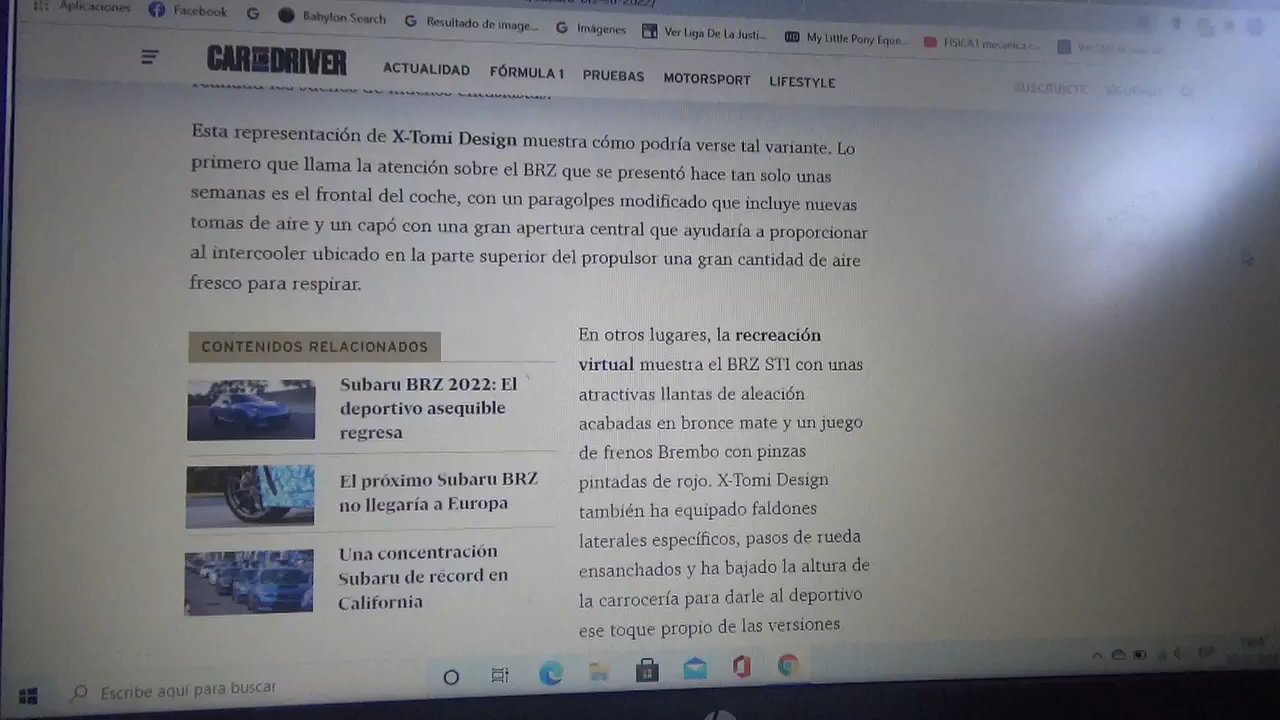 Aplicaciones Facebook Babylon Search Resultado de image... Imágenes Ver Liga De La Justi... My Little Pony Eque... FISICA I mecanica c...
CAR AND DRIVER ACTUALIDAD FÓRMULA 1 PRUEBAS MOTORSPORT LIFESTYLE SUSCRÍBETE SÍGUENOS
Esta representación de X-Tomi Design muestra cómo podría verse tal variante. Lo
primero que llama la atención sobre el BRZ que se presentó hace tan solo unas
semanas es el frontal del coche, con un paragolpes modificado que incluye nuevas
tomas de aire y un capó con una gran apertura central que ayudaría a proporcionar
al intercooler ubicado en la parte superior del propulsor una gran cantidad de aire
fresco para respirar.
CONTENIDOS RELACIONADOS
Subaru BRZ 2022: El
deportivo asequible
regresa
El próximo Subaru BRZ
no llegaría a Europa
Una concentración
Subaru de récord en
California
En otros lugares, la recreación
virtual muestra el BRZ STI con unas
atractivas llantas de aleación
acabadas en bronce mate y un juego
de frenos Brembo con pinzas
pintadas de rojo. X-Tomi Design
también ha equipado faldones
laterales específicos, pasos de rueda
ensanchados y ha bajado la altura de
la carrocería para darle al deportivo
ese toque propio de las versiones
Escribe aquí para buscar
ESP